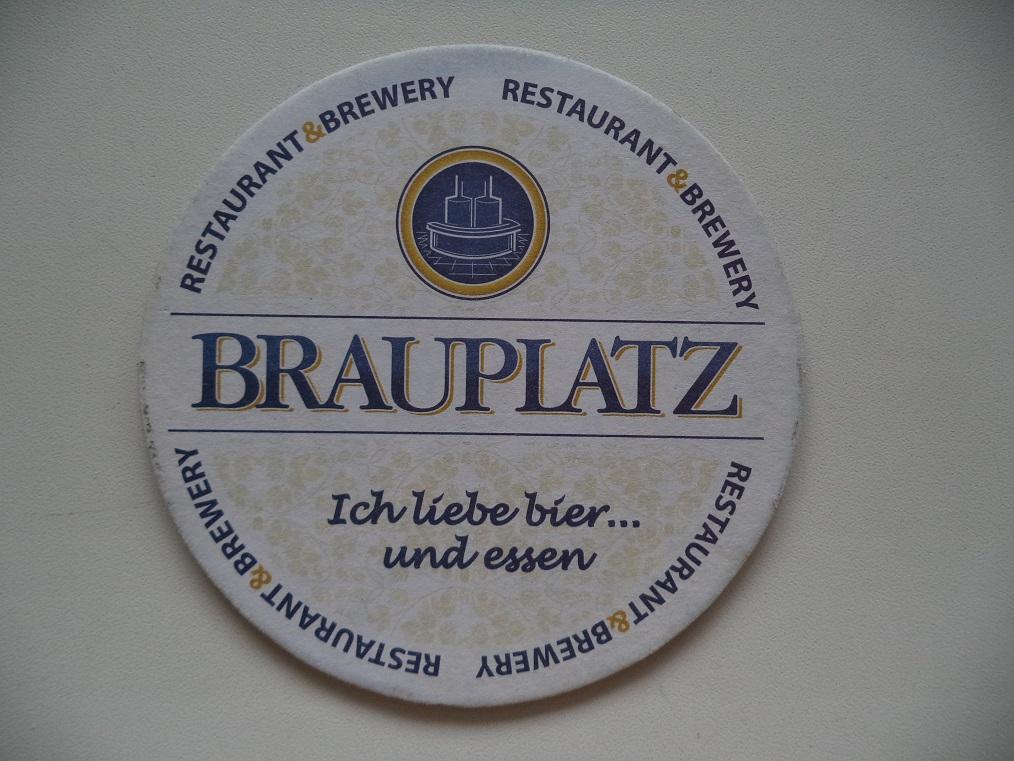 RESTAURANT&BREWERY
RESTAURANT&BREWERY
BRAUPLATZ
Ich liebe bier...
und essen
RESTAURANT&BREWERY
RESTAURANT&BREWERY